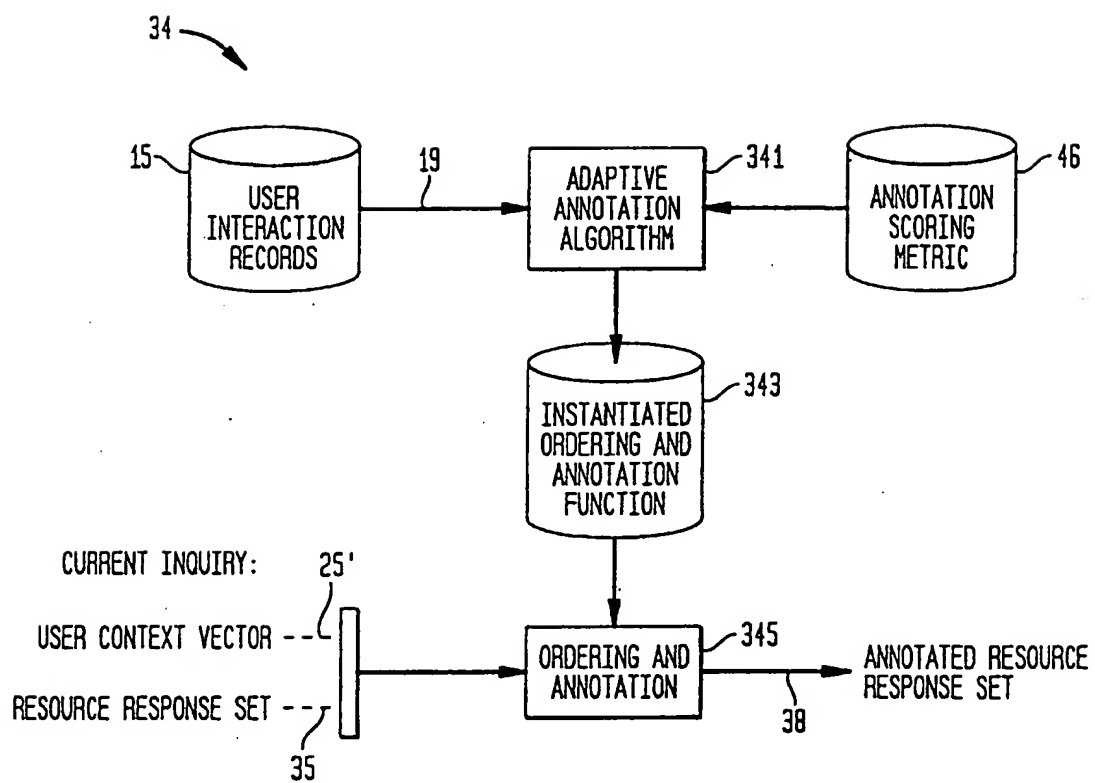 34
15
USER
INTERACTION
RECORDS
19
ADAPTIVE
ANNOTATION
ALGORITHM
341
ANNOTATION
SCORING
METRIC
46
INSTANTIATED
ORDERING AND
ANNOTATION
FUNCTION
343
CURRENT INQUIRY:
25'
USER CONTEXT VECTOR
RESOURCE RESPONSE SET
35
ORDERING AND
ANNOTATION
345
38
ANNOTATED RESOURCE
RESPONSE SET